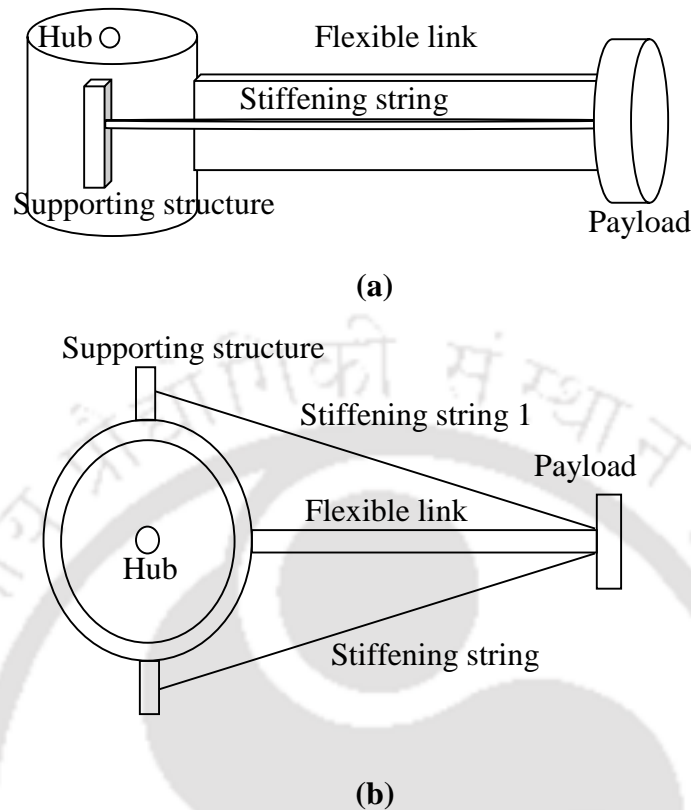 Hub
Flexible link
Stiffening string
Supporting structure
Payload
(a)
Supporting structure
Stiffening string 1
Payload
Flexible link
Hub
Stiffening string
(b)